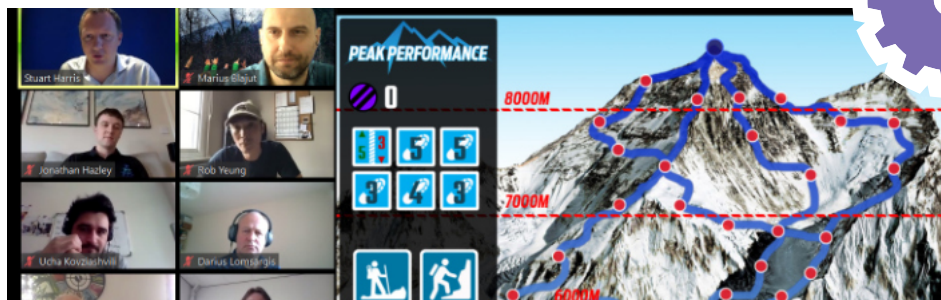 Stuart Harris
Marius Blajut
Jonathan Hazley
Rob Yeung
Ucha Kovziashvili
Darius Lomsargis
PEAK PERFORMANCE
0
5 3 5 5
3 4 3
8000M
7000M
6000M